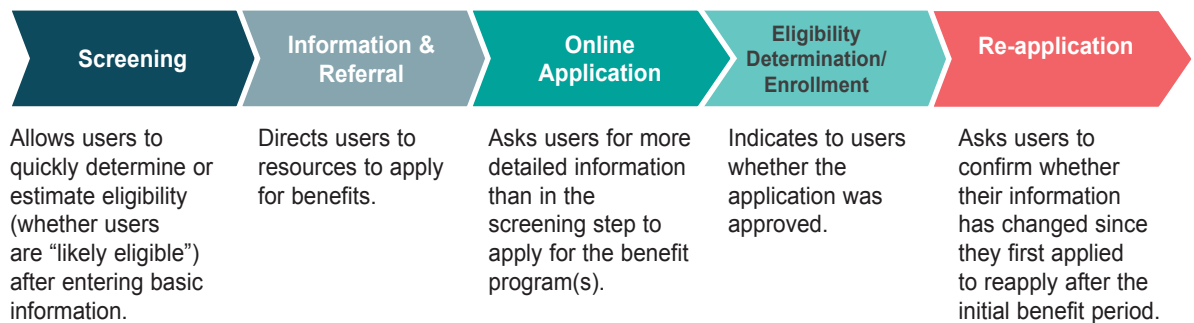 Screening
Information &
Referral
Online
Application
Eligibility
Determination/
Enrollment
Re-application
Allows users to
quickly determine or
estimate eligibility
(whether users
are “likely eligible”)
after entering basic
information.
Directs users to
resources to apply
for benefits.
Asks users for more
detailed information
than in the
screening step to
apply for the benefit
program(s).
Indicates to users
whether the
application was
approved.
Asks users to
confirm whether
their information
has changed since
they first applied
to reapply after the
initial benefit period.